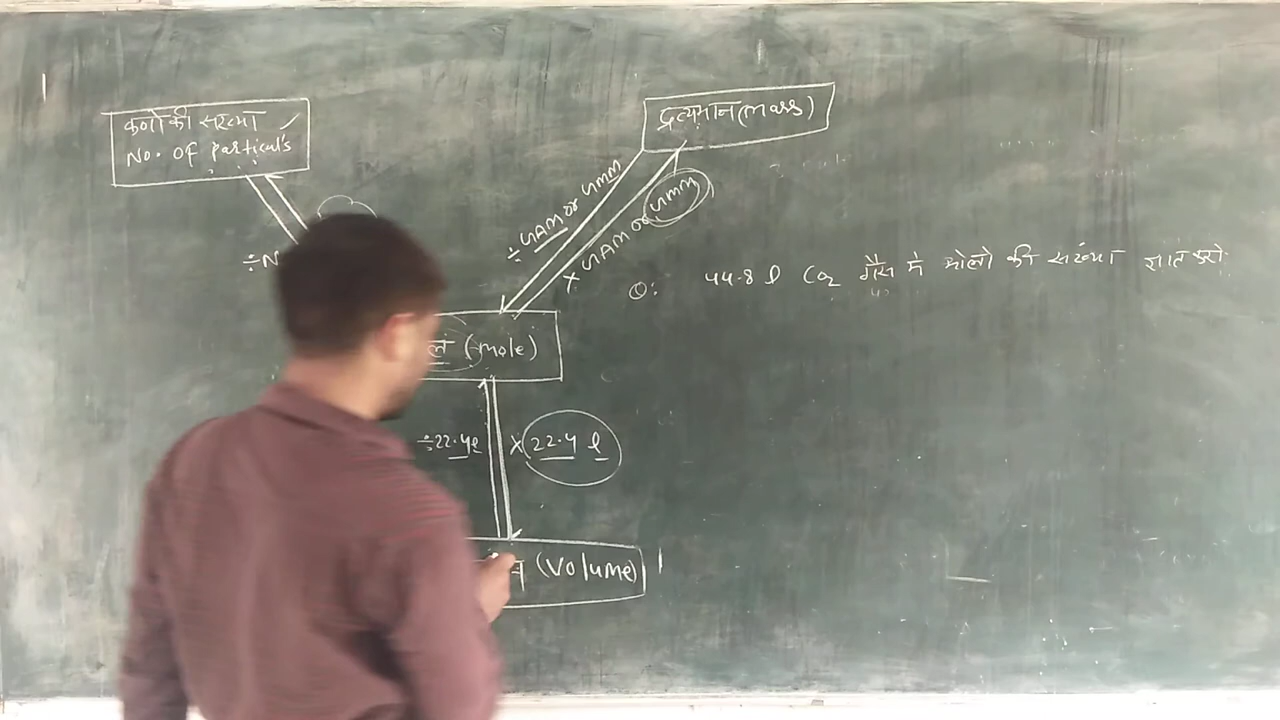 कणो की संख्या
No. of particul's
द्रव्यमान (mass)
÷ GAM or GMM
× GAM or GMM
÷N
Q: 44.8 l CO2 गैस मे मोलो की संख्या ज्ञात करो
(mole)
÷22.4l
×22.4 l
(Volume)